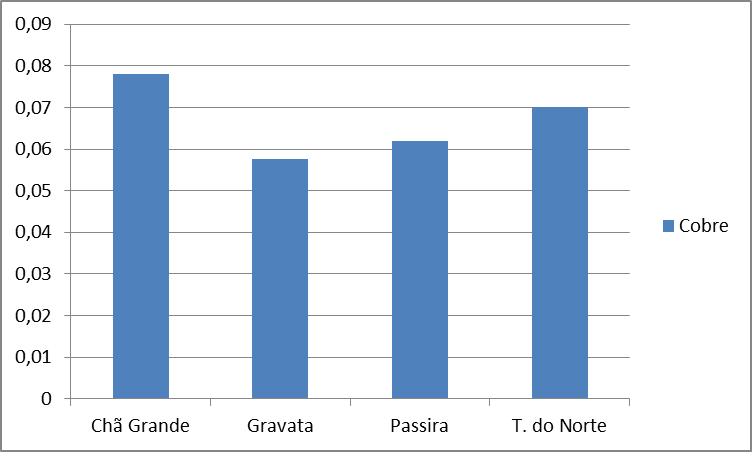 0,09
0,08
0,07
0,06
0,05
0,04
0,03
0,02
0,01
0
Chã Grande
Gravata
Passira
T. do Norte
Cobre